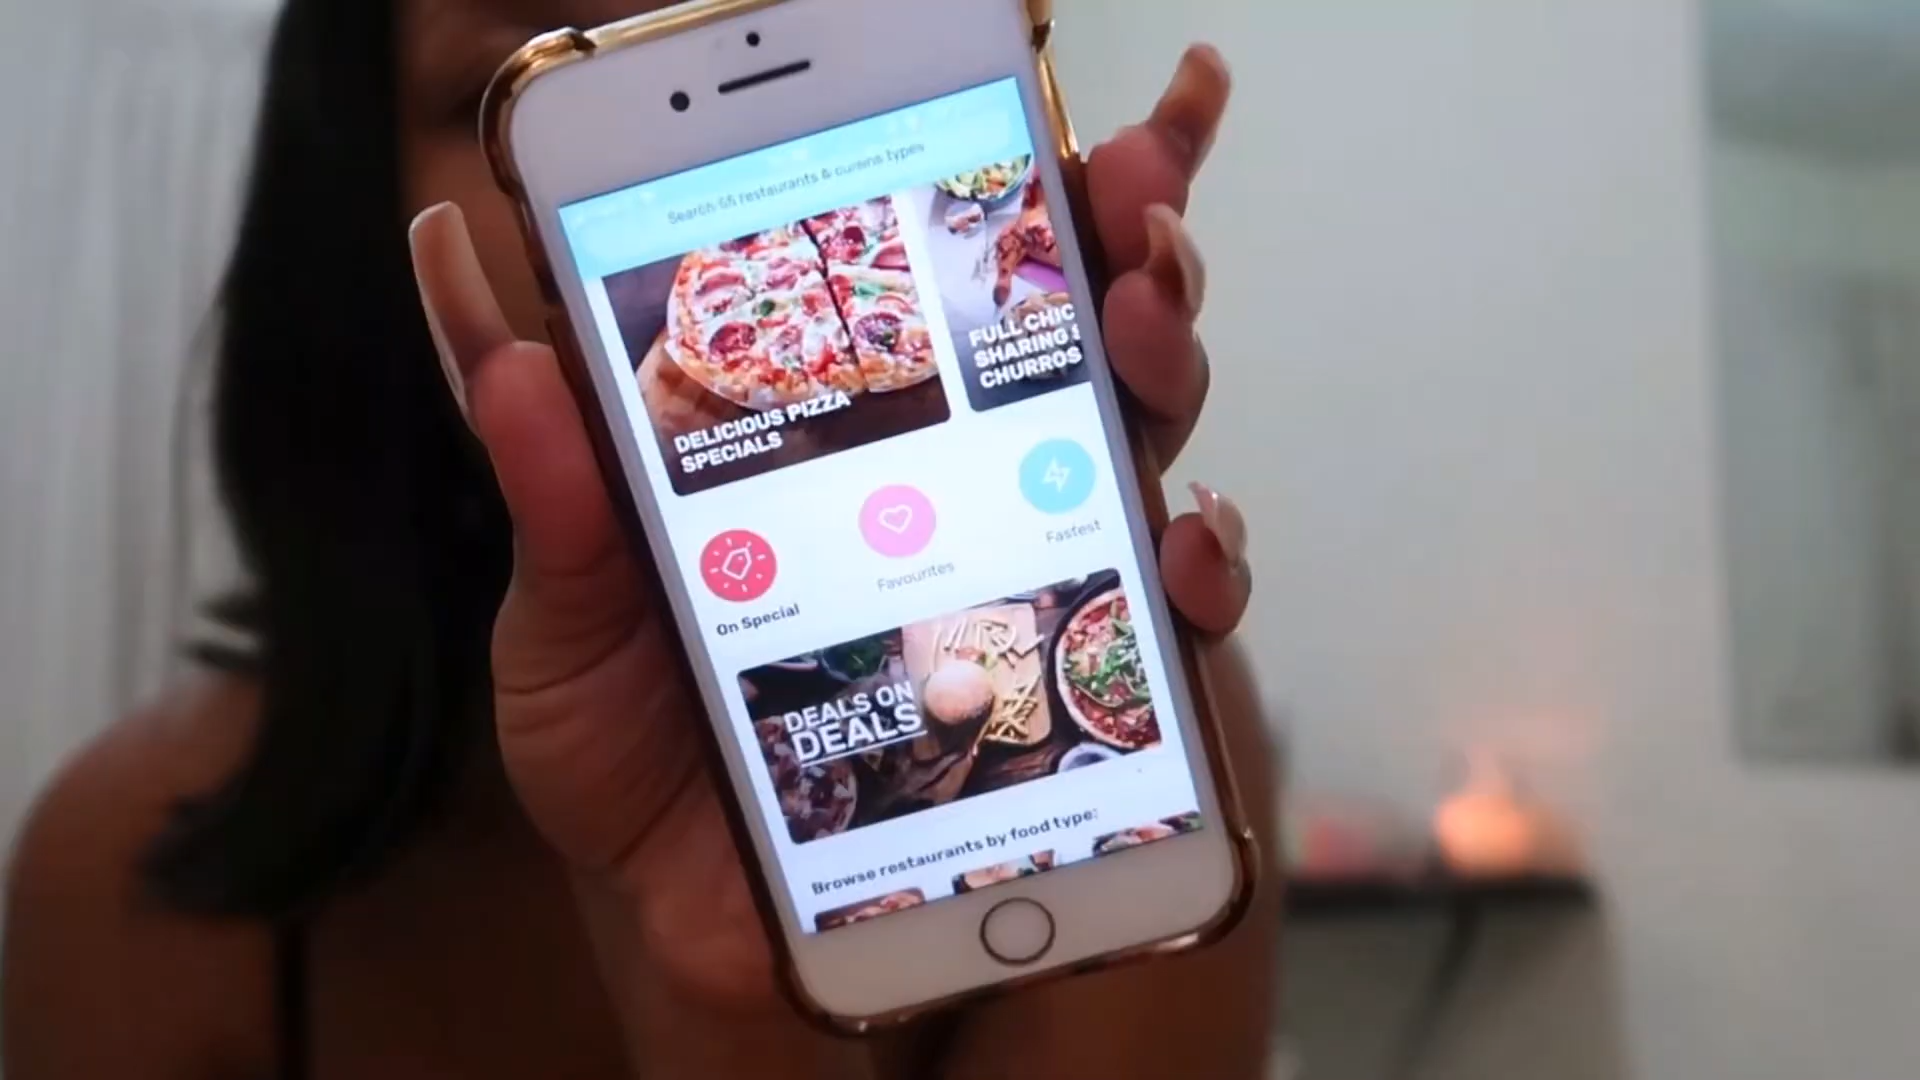 Search 65 restaurants & cuisine types
DELICIOUS PIZZA
SPECIALS
FULL CHIC
SHARING
CHURROS
On Special
Favourites
Fastest
DEALS ON
DEALS
Browse restaurants by food type: